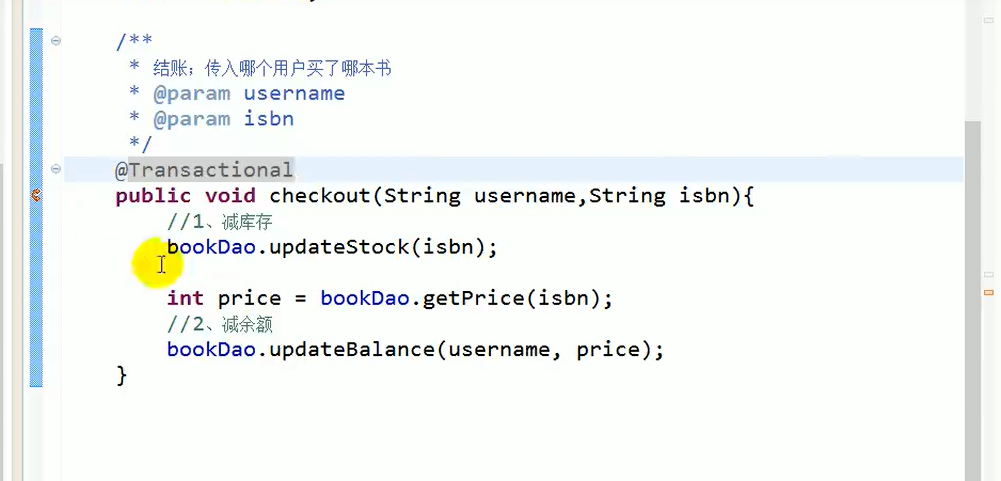 /**
* 结账；传入哪个用户买了哪本书
* @param username
* @param isbn
*/
@Transactional
public void checkout(String username,String isbn){
//1、减库存
bookDao.updateStock(isbn);
int price = bookDao.getPrice(isbn);
//2、减余额
bookDao.updateBalance(username, price);
}